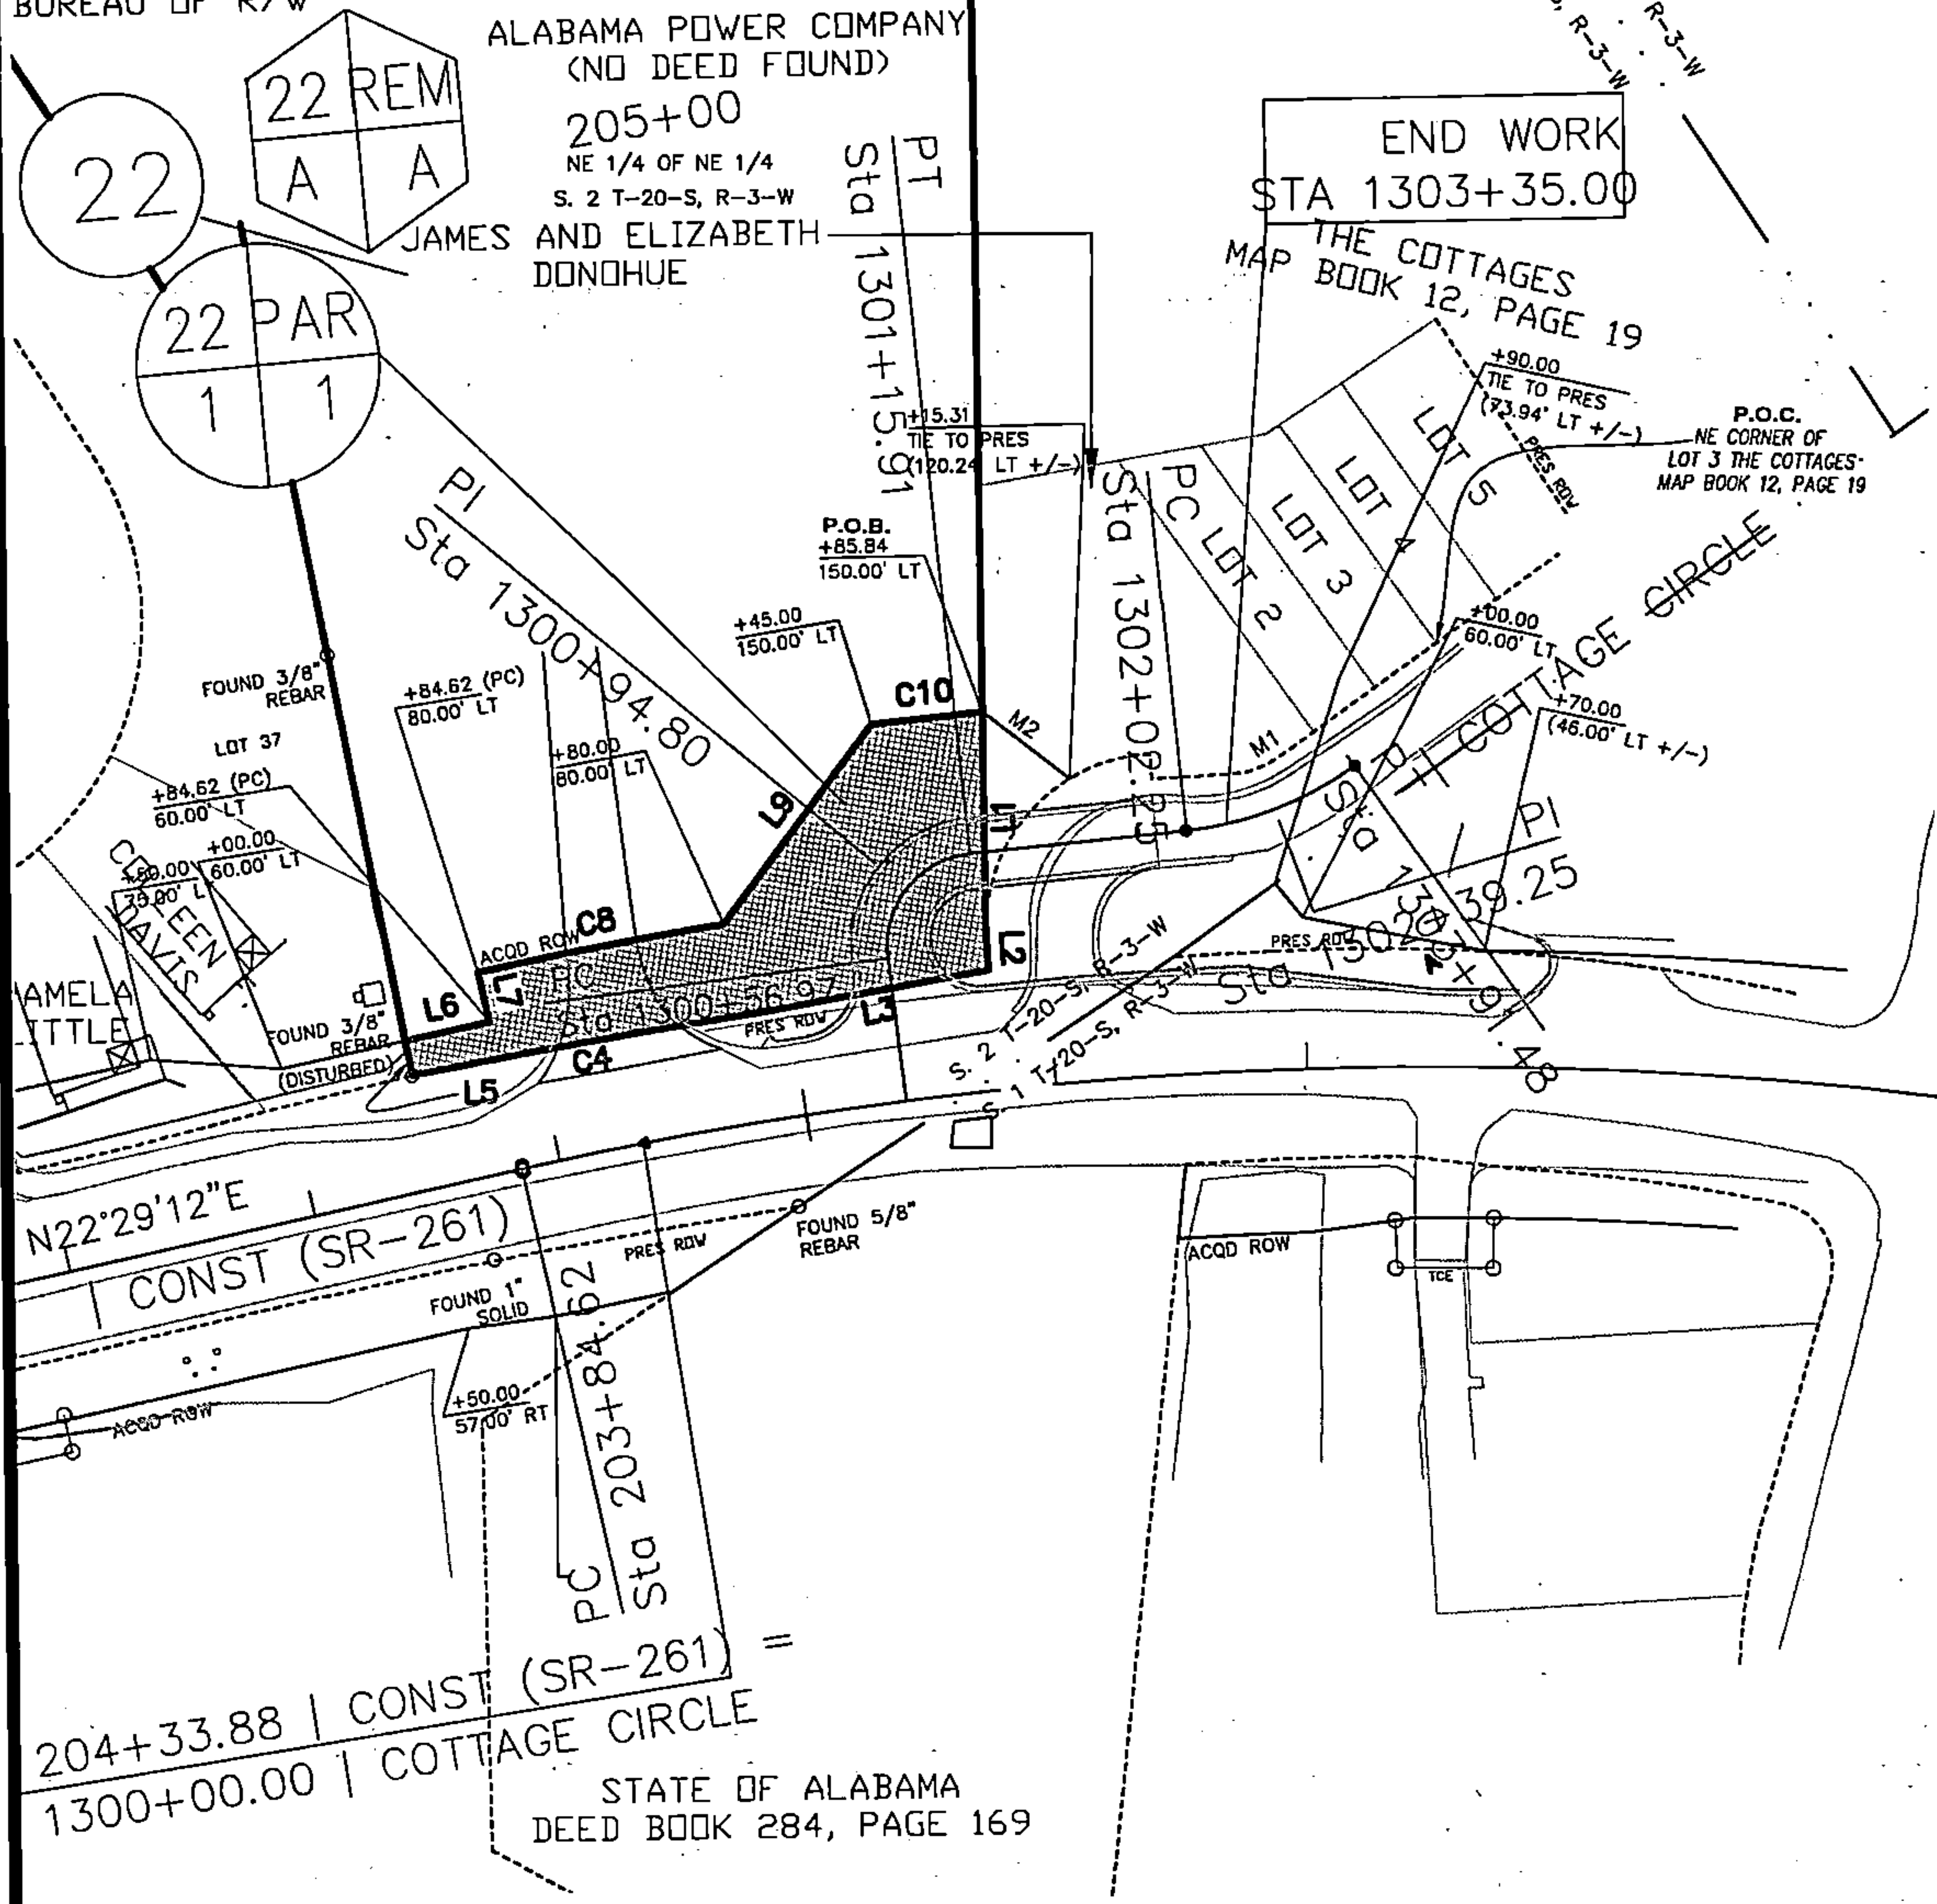 BUREAU OF R/W
22
22 REM
A A
22 PAR
1 1
ALABAMA POWER COMPANY
(NO DEED FOUND)
205+00
NE 1/4 OF NE 1/4
S. 2 T-20-S, R-3-W
JAMES AND ELIZABETH
DONOHUE
PT
Sta 1301+15.91
R-3-W
R-3-W
END WORK
STA 1303+35.00
THE COTTAGES
MAP BOOK 12, PAGE 19
+90.00
TIE TO PRES
(73.94' LT +/-)
PRES ROW
P.O.C.
NE CORNER OF
LOT 3 THE COTTAGES
MAP BOOK 12, PAGE 19
+15.31
TIE TO PRES
(120.24' LT +/-)
PI
Sta 1300+94.80
P.O.B.
+85.84
150.00' LT
+45.00
150.00' LT
PC
Sta 1302+02.25
LOT 2
LOT 3
LOT 4
LOT 5
COTTAGE CIRCLE
+00.00
60.00' LT
+70.00
(46.00' LT +/-)
FOUND 3/8"
REBAR
LOT 37
+84.62 (PC)
80.00' LT
+80.00
80.00' LT
+84.62 (PC)
60.00' LT
+00.00
60.00' LT
75.00' L
DAVIS
LITTLE
FOUND 3/8"
REBAR
(DISTURBED)
C10
M2
M1
L9
L1
L2
C8
ACQD ROW
L7
L6
L5
C4
L3
PRES ROW
PC
Sta 1300+56.97
PI
PRES ROW
S. 2 T-20-S, R-3-W
S. 1 T-20-S, R-3-W
N22°29'12"E
CONST (SR-261)
PRES ROW
FOUND 5/8"
REBAR
FOUND 1"
SOLID
ACQD ROW
TCE
+50.00
57.00' RT
ACQD ROW
PC
Sta 203+84.62
204+33.88 | CONST (SR-261) =
1300+00.00 | COTTAGE CIRCLE
STATE OF ALABAMA
DEED BOOK 284, PAGE 169